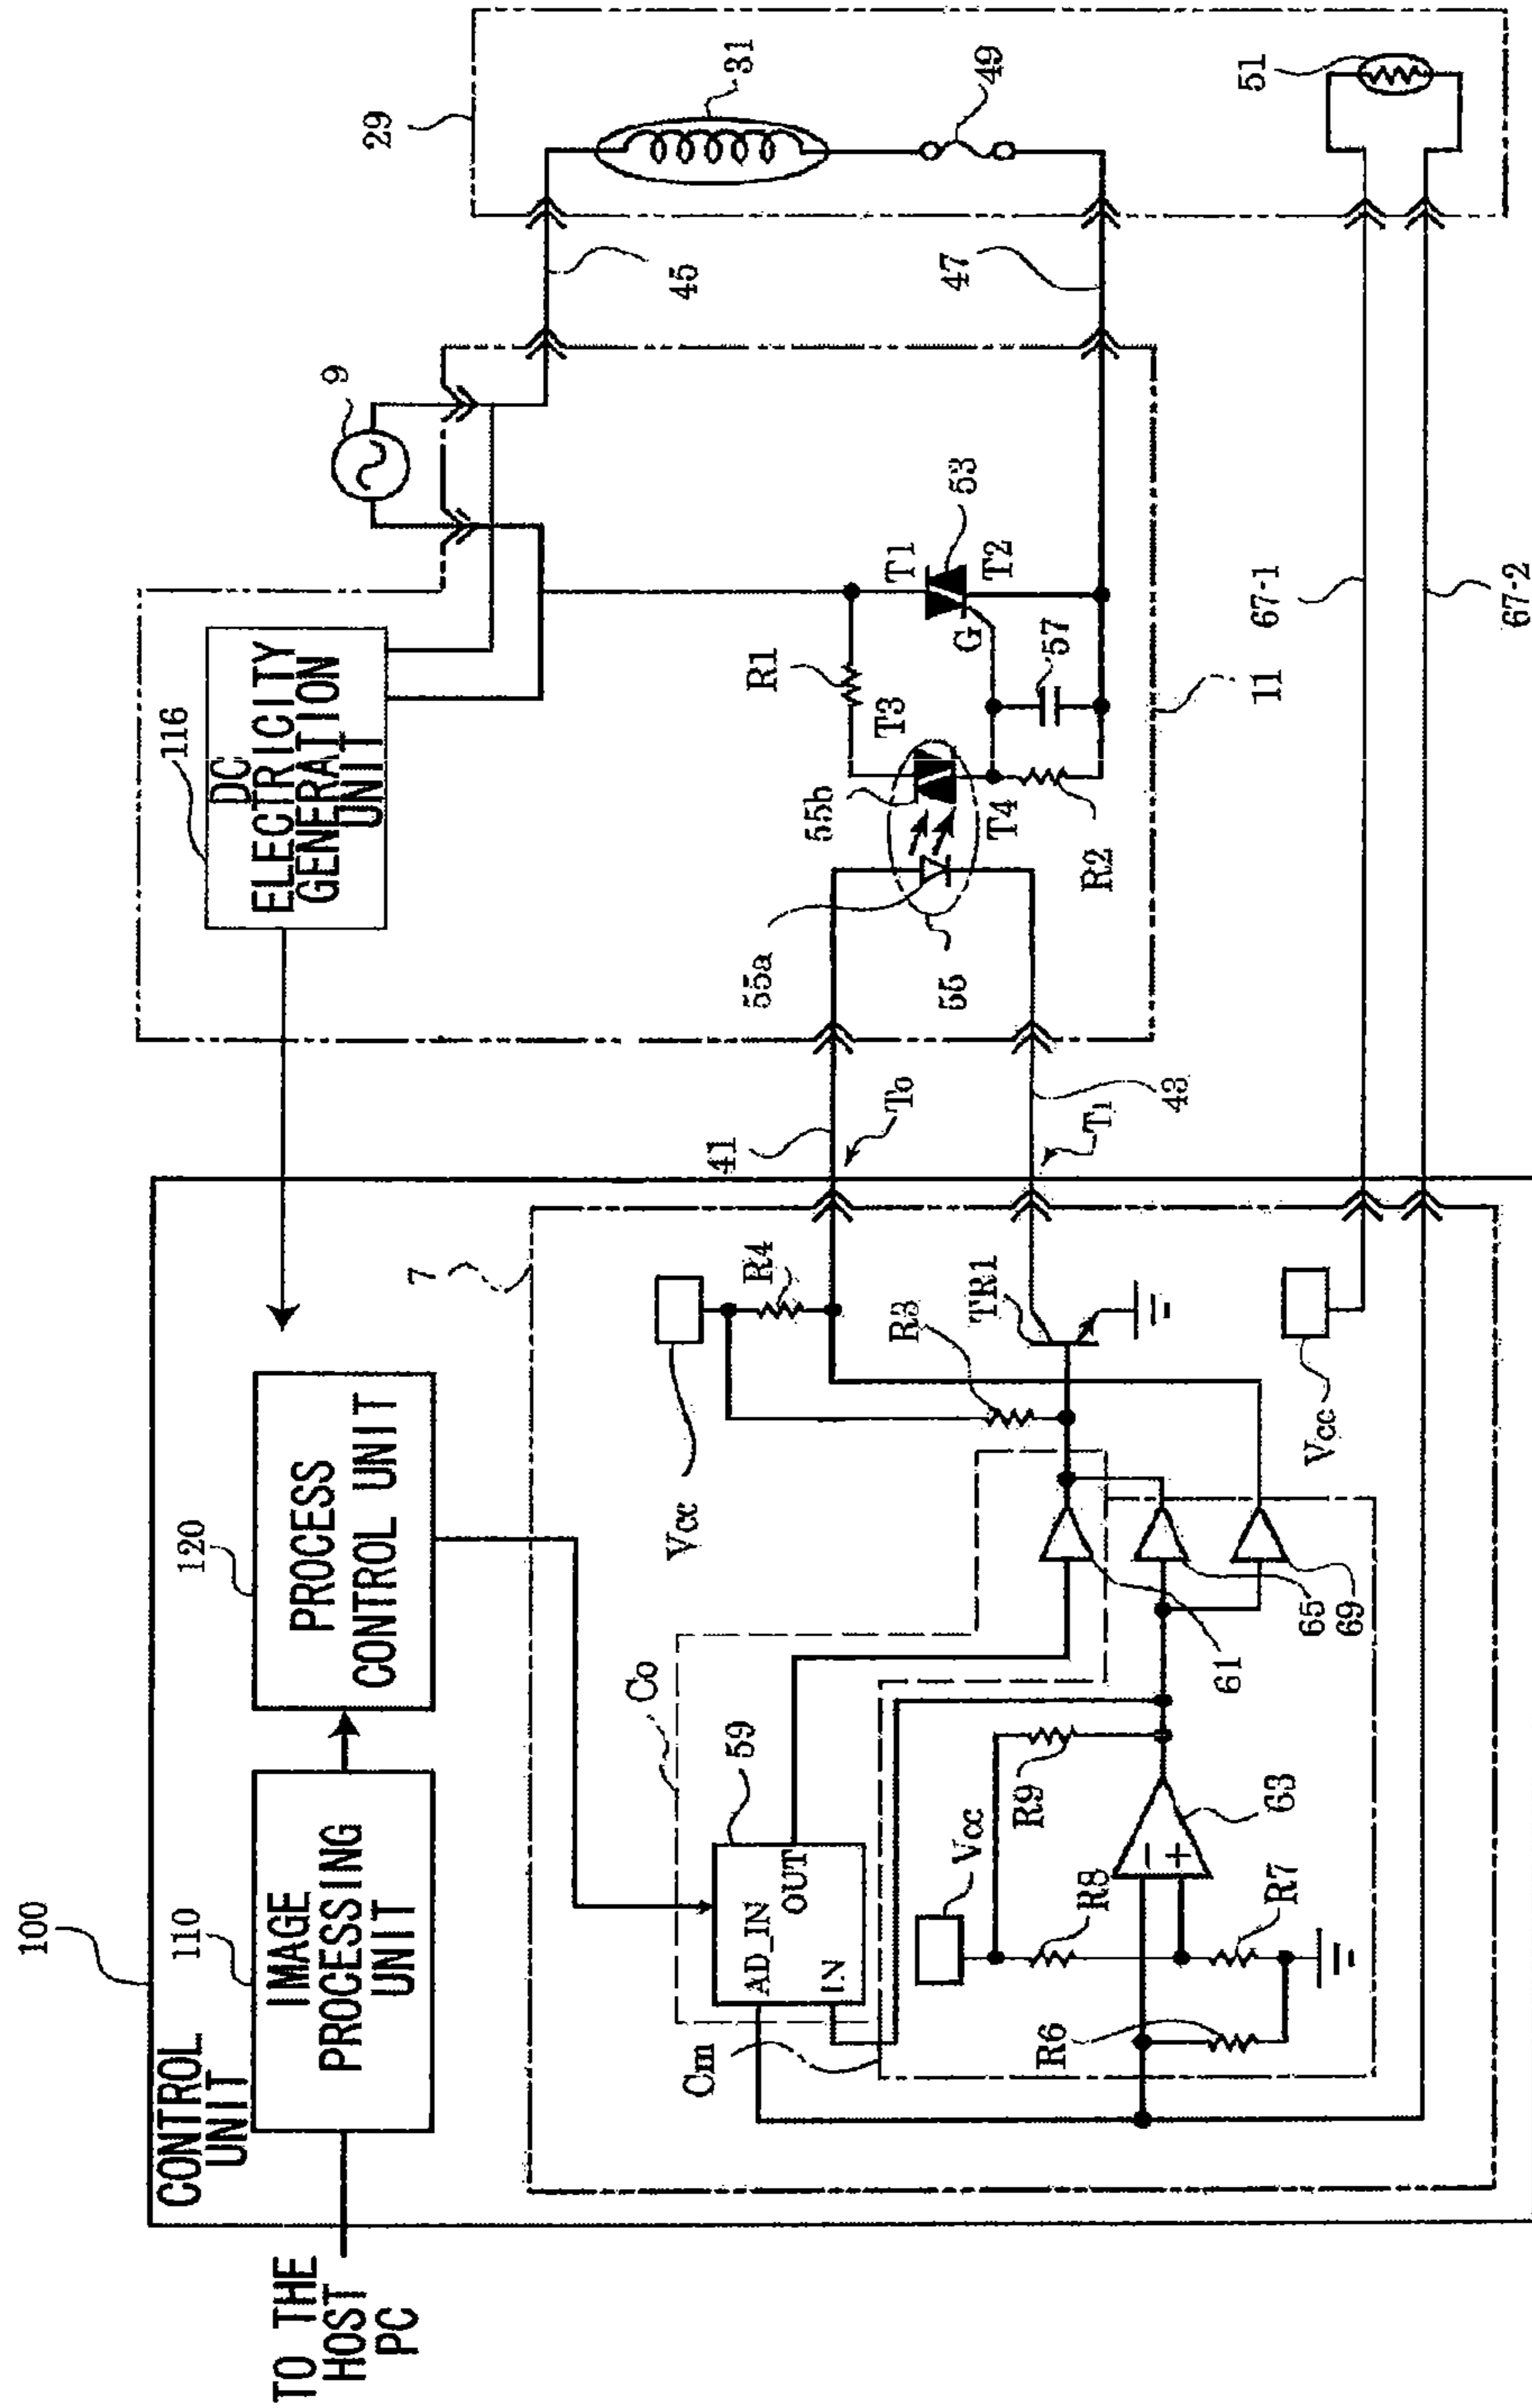 TO THE
HOST
PC
100
CONTROL
UNIT
110
IMAGE
PROCESSING
UNIT
120
PROCESS
CONTROL UNIT
116
DC
ELECTRICITY
GENERATION
UNIT
9
29
31
49
51
45
47
53
T1
T2
G
R1
T3
T4
57
R2
11
55
55a
55b
41
To
43
T1
67-1
67-2
7
Vcc
R4
R3
TR1
Vcc
Co
59
AD_IN
OUT
IN
Cm
61
65
69
Vcc
R9
R8
63
R7
R6